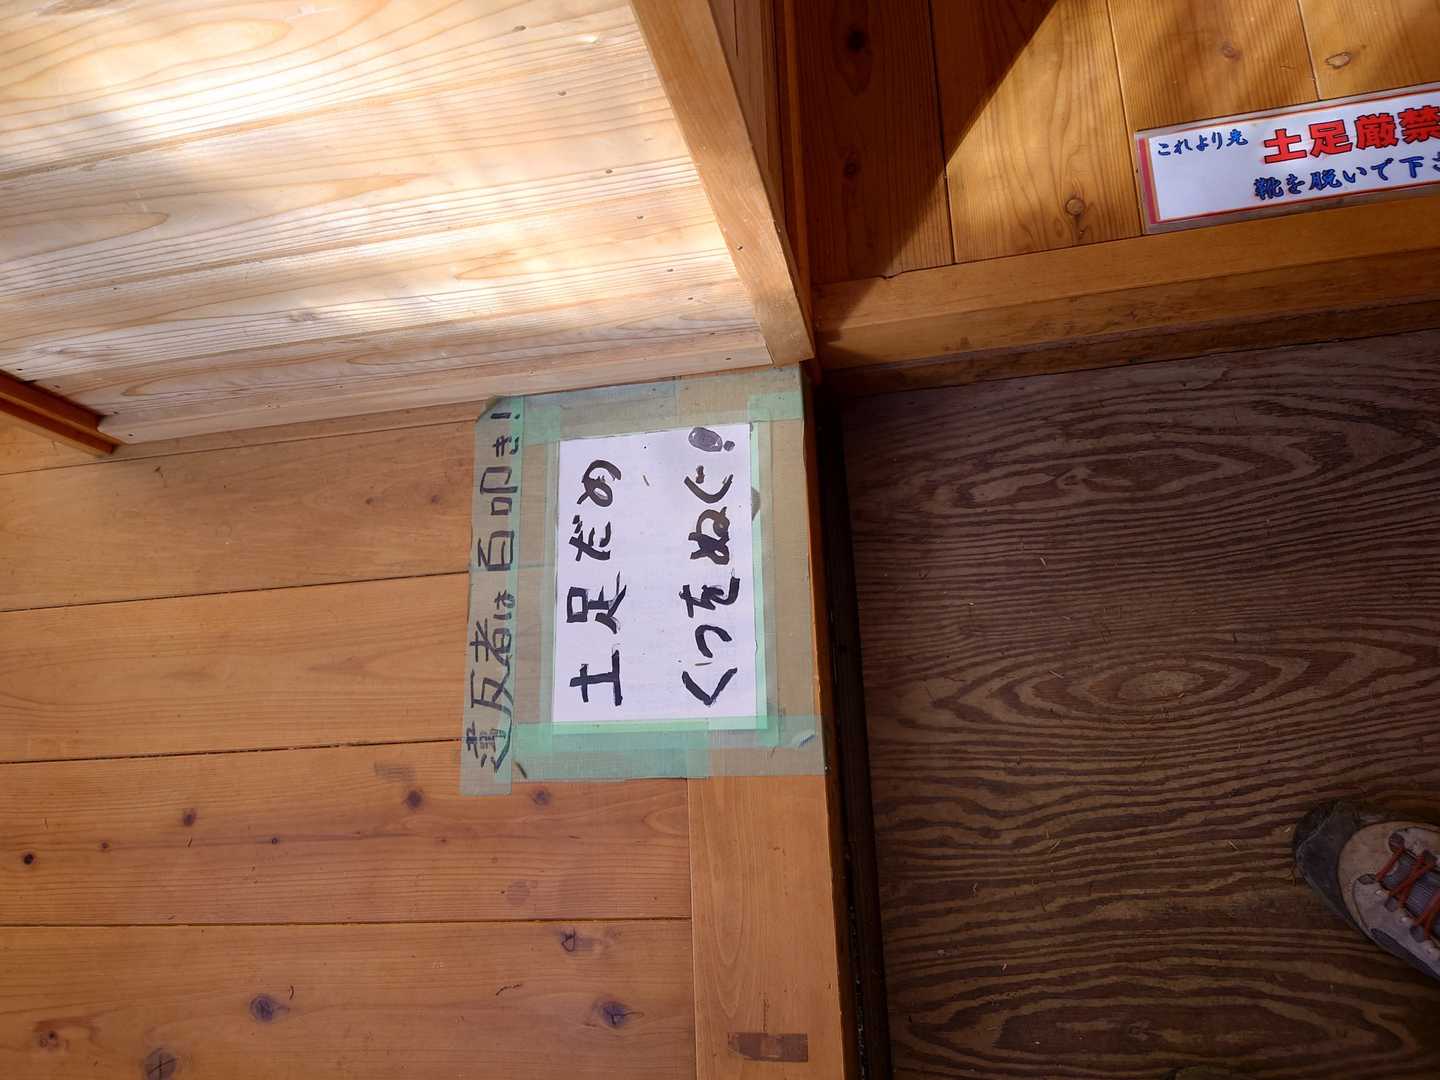 これより先
土足厳禁
靴を脱いで下さ
土足だめ
くつをぬぐ!
違反者は百叩き!